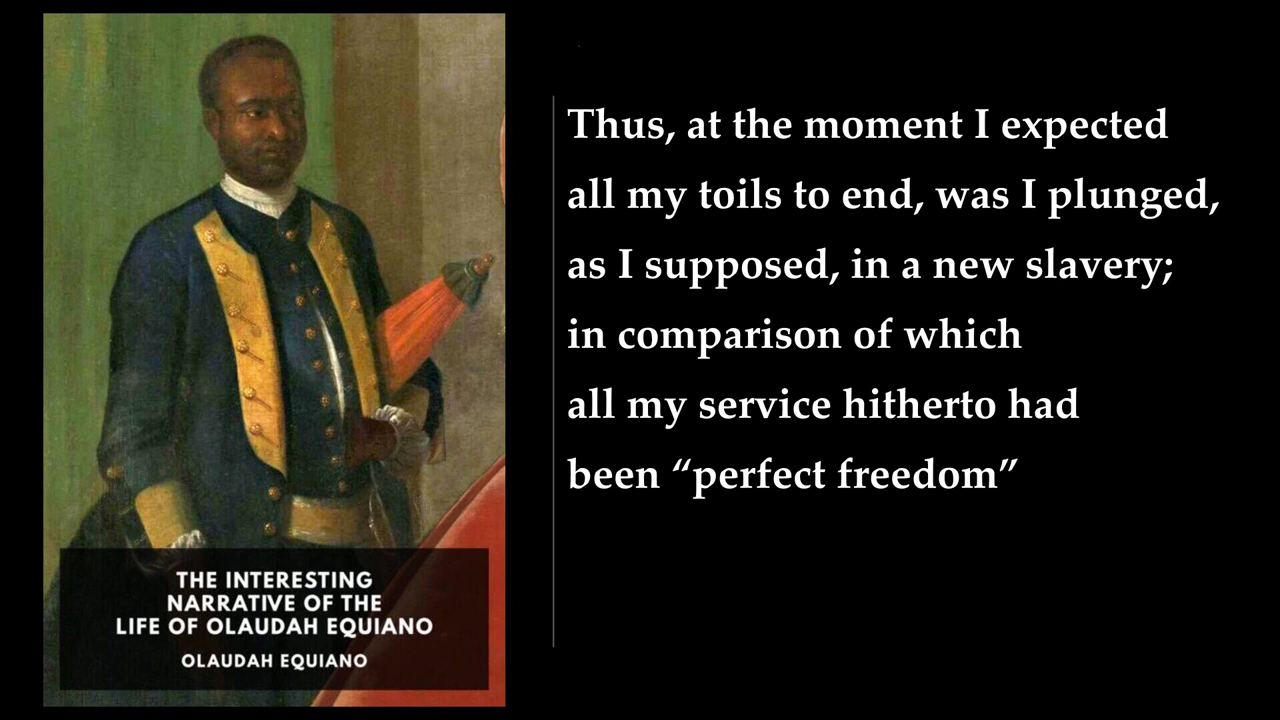 THE INTERESTING
NARRATIVE OF THE
LIFE OF OLAUDAH EQUIANO
OLAUDAH EQUIANO
Thus, at the moment I expected
all my toils to end, was I plunged,
as I supposed, in a new slavery;
in comparison of which
all my service hitherto had
been “perfect freedom”